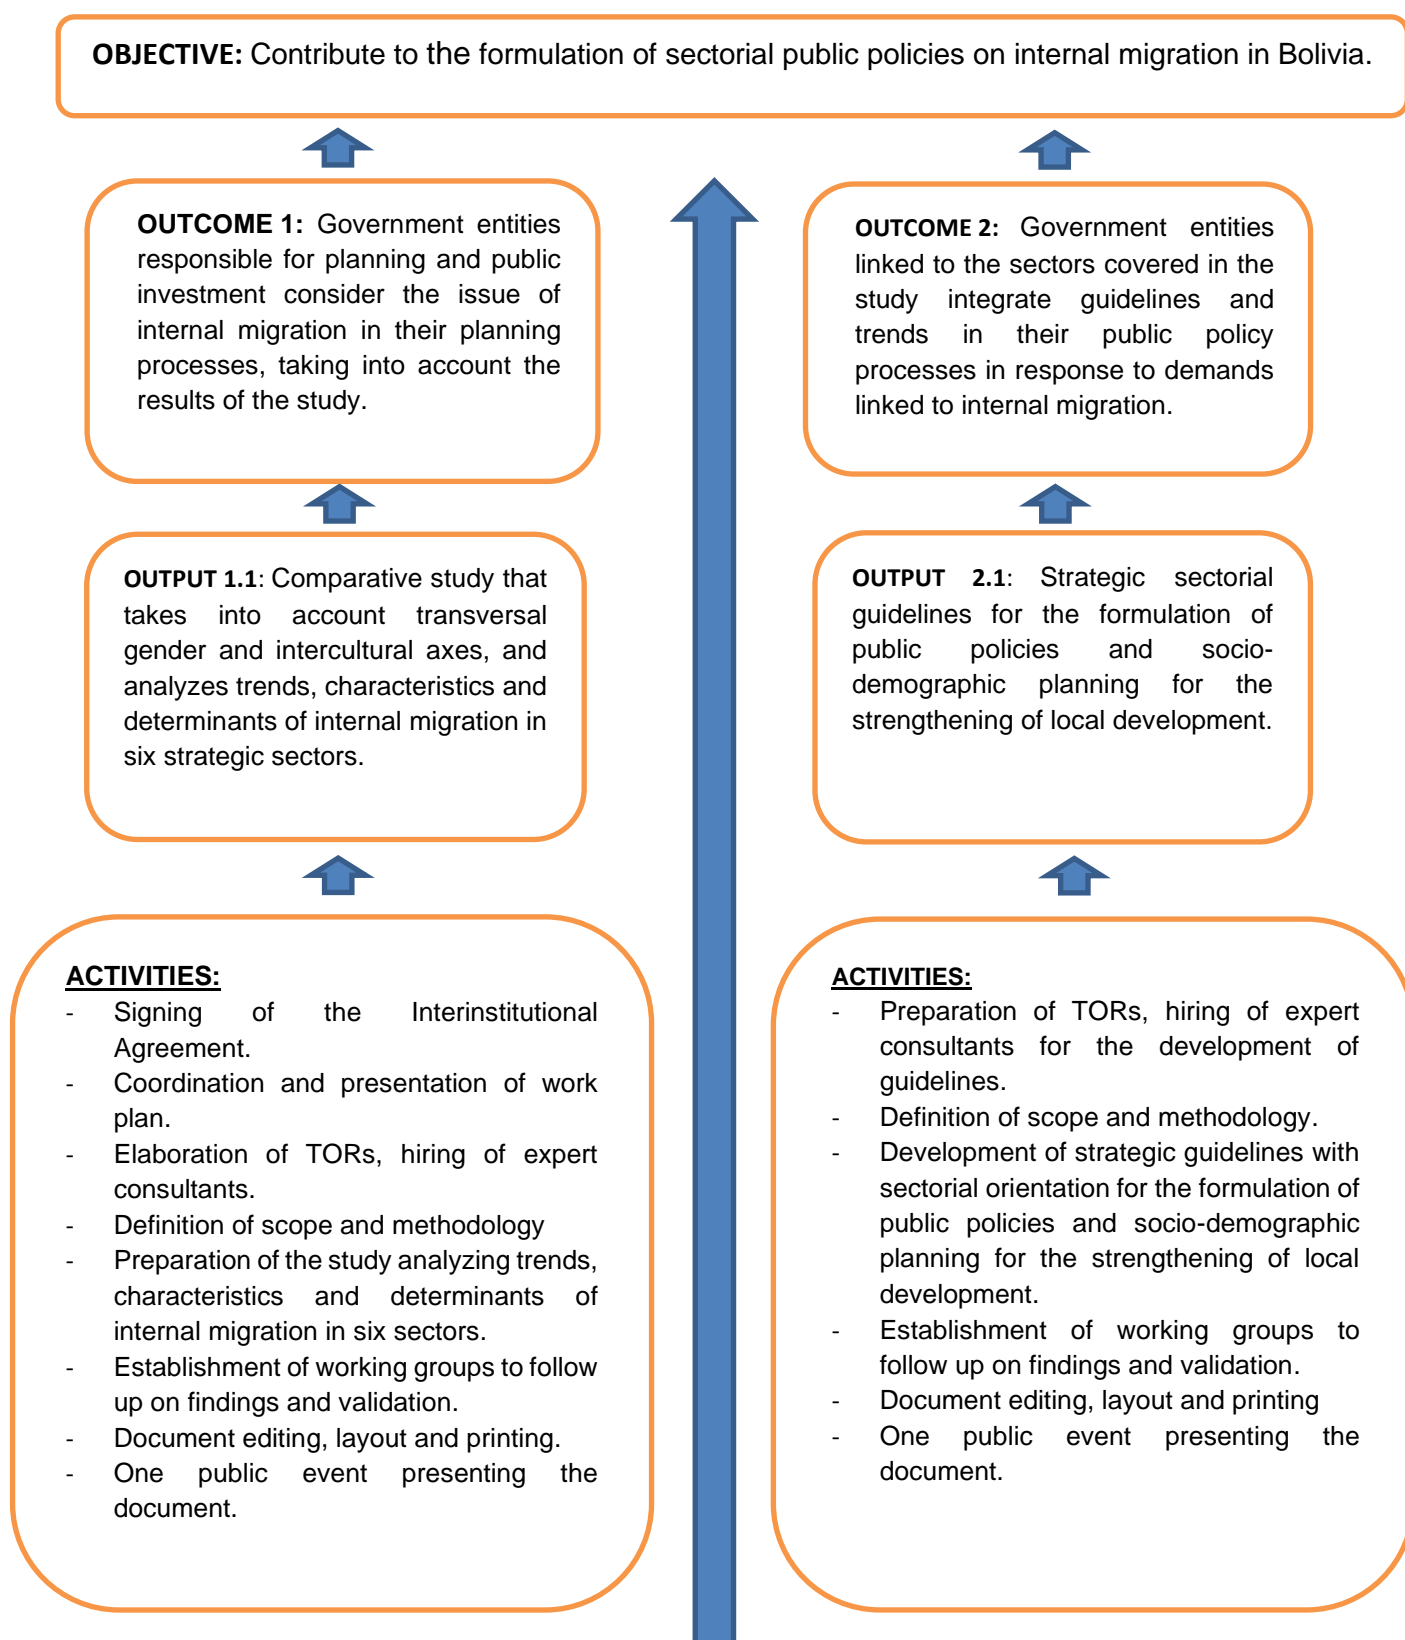 OBJECTIVE: Contribute to the formulation of sectorial public policies on internal migration in Bolivia.
OUTCOME 1: Government entities
responsible for planning and public
investment consider the issue of
internal migration in their planning
processes, taking into account the
results of the study.
OUTPUT 1.1: Comparative study that
takes into account transversal
gender and intercultural axes, and
analyzes trends, characteristics and
determinants of internal migration in
six strategic sectors.
ACTIVITIES:
- Signing of the Interinstitutional
Agreement.
- Coordination and presentation of work
plan.
- Elaboration of TORs, hiring of expert
consultants.
- Definition of scope and methodology
- Preparation of the study analyzing trends,
characteristics and determinants of
internal migration in six sectors.
- Establishment of working groups to follow
up on findings and validation.
- Document editing, layout and printing.
- One public event presenting the
document.
OUTCOME 2: Government entities
linked to the sectors covered in the
study integrate guidelines and
trends in their public policy
processes in response to demands
linked to internal migration.
OUTPUT 2.1: Strategic sectorial
guidelines for the formulation of
public policies and socio-
demographic planning for the
strengthening of local development.
ACTIVITIES:
- Preparation of TORs, hiring of expert
consultants for the development of
guidelines.
- Definition of scope and methodology.
- Development of strategic guidelines with
sectorial orientation for the formulation of
public policies and socio-demographic
planning for the strengthening of local
development.
- Establishment of working groups to
follow up on findings and validation.
- Document editing, layout and printing
- One public event presenting the
document.